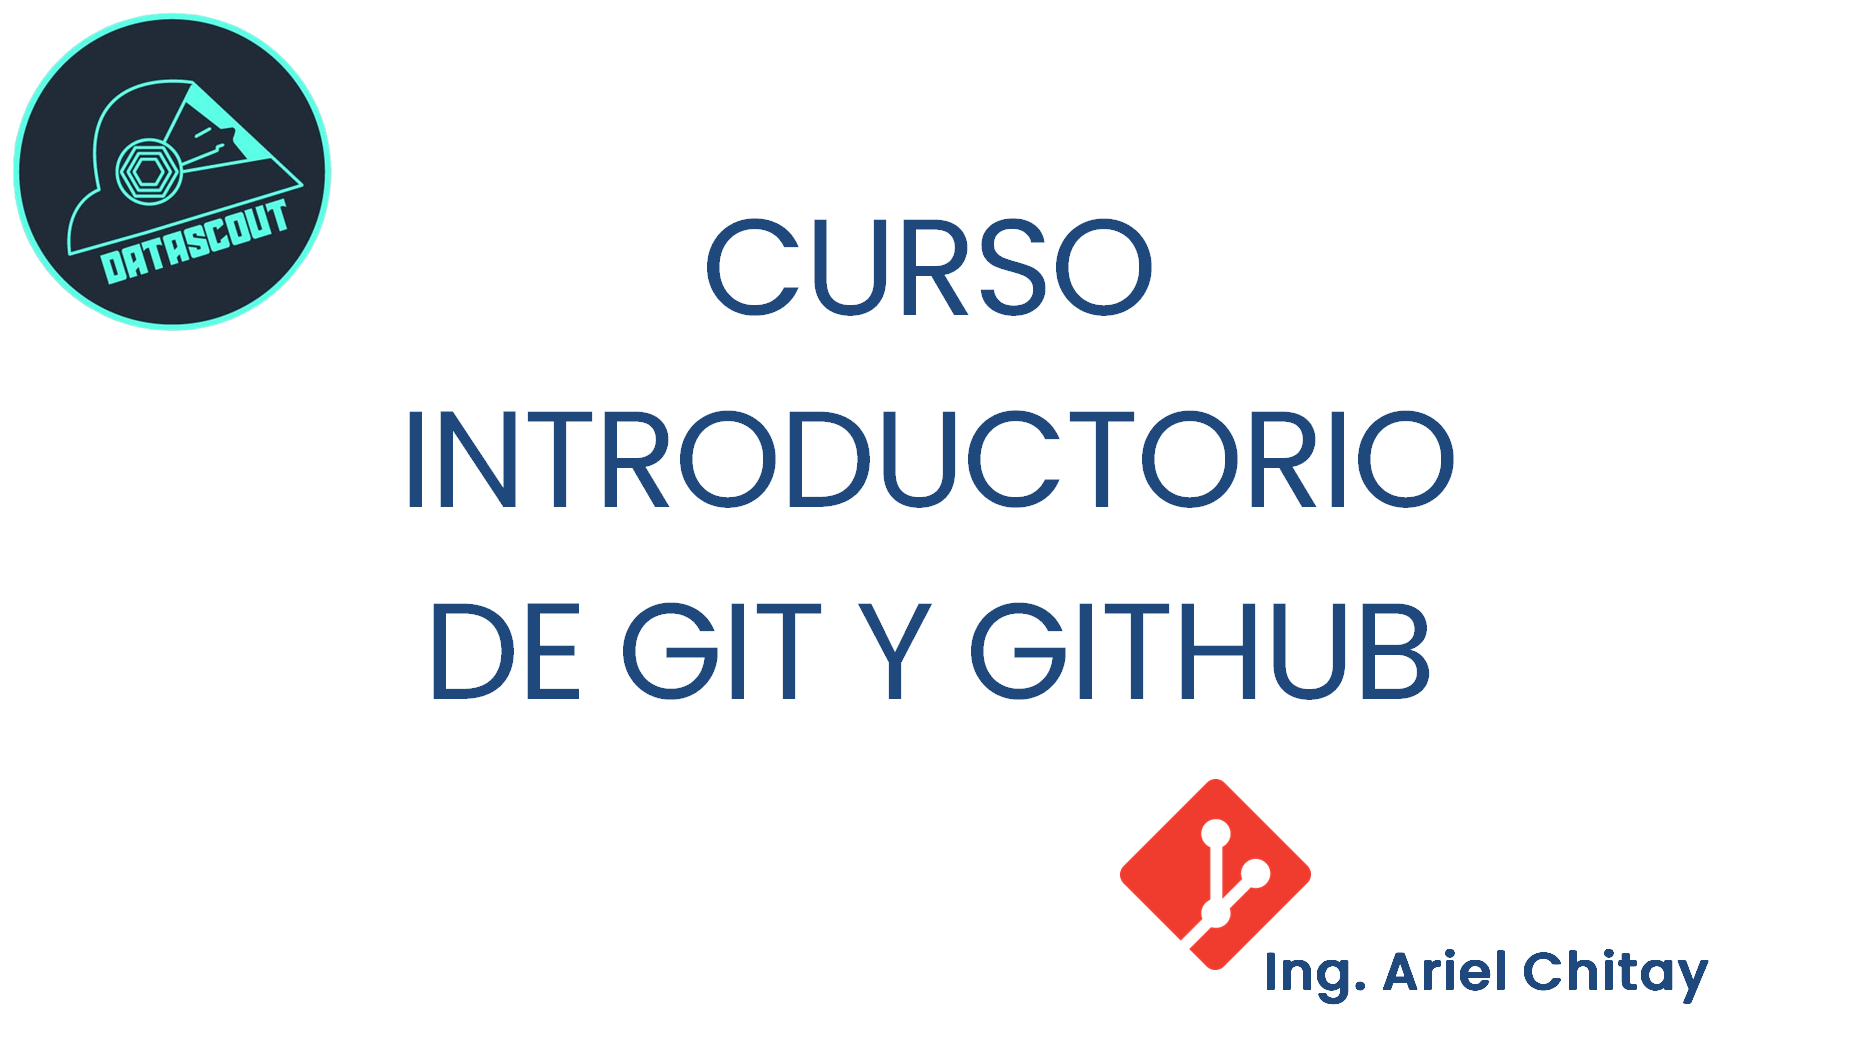 DATASCOUT
CURSO
INTRODUCTORIO
DE GIT Y GITHUB
Ing. Ariel Chitay